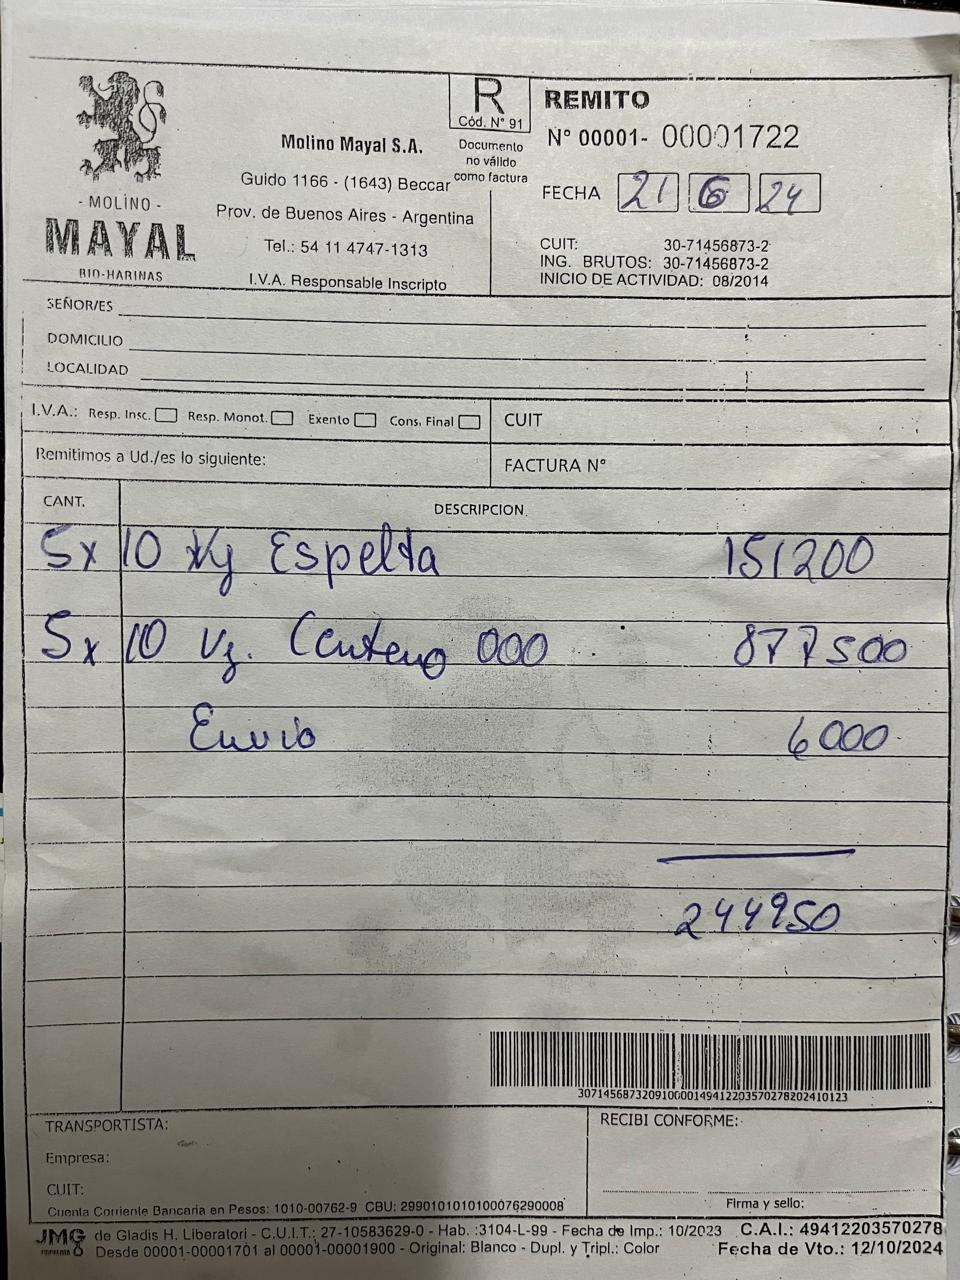 R
Cód. N° 91
Documento
no válido
como factura
REMITO
N° 00001- 00001722
FECHA 21 6 24
- MOLINO -
MAYAL
BIO-HARINAS
Molino Mayal S.A.
Guido 1166 - (1643) Beccar
Prov. de Buenos Aires - Argentina
Tel.: 54 11 4747-1313
I.V.A. Responsable Inscripto
CUIT: 30-71456873-2
ING. BRUTOS: 30-71456873-2
INICIO DE ACTIVIDAD: 08/2014
SEÑOR/ES
DOMICILIO
LOCALIDAD
I.V.A.: Resp. Insc. Resp. Monot. Exento Cons. Final
CUIT
Remitimos a Ud./es lo siguiente:
FACTURA N°
CANT. DESCRIPCION
5x 10 Kg Espelta 151200
5x 10 Kg. Centeno 000 877500
Envio 6000
244950
3071456873209100001494122035702782024101​23
TRANSPORTISTA:
Empresa:
CUIT:
Cuenta Corriente Bancaria en Pesos: 1010-00762-9 CBU: 2990101010100076290008
RECIBI CONFORME:
Firma y sello:
JMG de Gladis H. Liberatori - C.U.I.T.: 27-10583629-0 - Hab. :3104-L-99 - Fecha de Imp.: 10/2023 C.A.I.: 49412203570278
Desde 00001-00001701 al 00001-00001900 - Original: Blanco - Dupl. y Tripl.: Color Fecha de Vto.: 12/10/2024